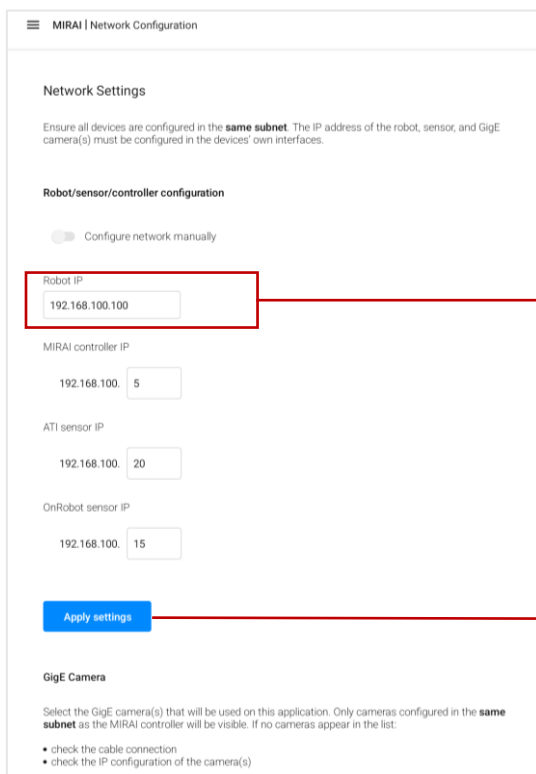 MIRAI | Network Configuration
Network Settings
Ensure all devices are configured in the same subnet. The IP address of the robot, sensor, and GigE
camera(s) must be configured in the devices' own interfaces.
Robot/sensor/controller configuration
Configure network manually
Robot IP
192.168.100.100
MIRAI controller IP
192.168.100. 5
ATI sensor IP
192.168.100. 20
OnRobot sensor IP
192.168.100. 15
Apply settings
GigE Camera
Select the GigE camera(s) that will be used on this application. Only cameras configured in the same
subnet as the MIRAI controller will be visible. If no cameras appear in the list:
• check the cable connection
• check the IP configuration of the camera(s)